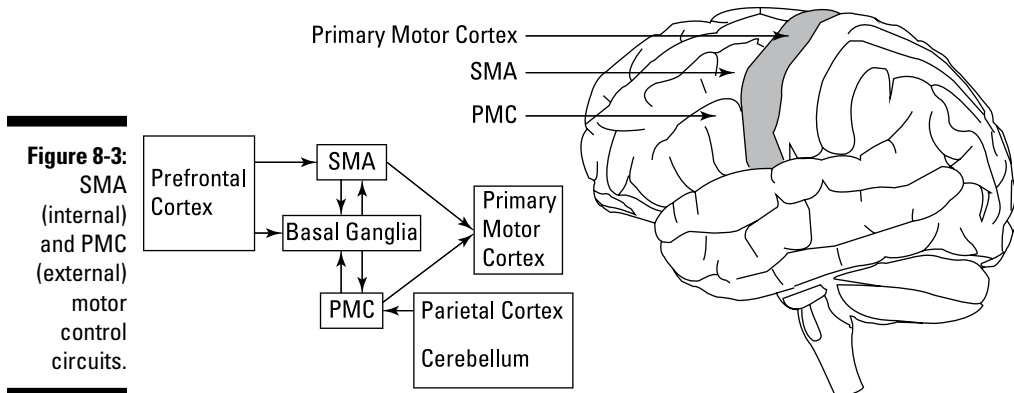 Primary Motor Cortex
SMA
PMC
Figure 8-3:
SMA
(internal)
and PMC
(external)
motor
control
circuits.
Prefrontal
Cortex
SMA
Basal Ganglia
PMC
Primary
Motor
Cortex
Parietal Cortex
Cerebellum